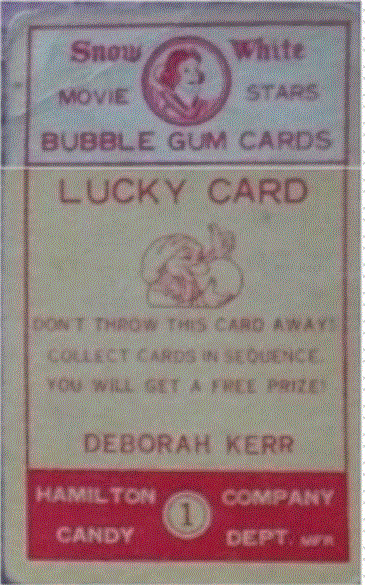 Snow White
MOVIE STARS
BUBBLE GUM CARDS
LUCKY CARD
DON'T THROW THIS CARD AWAY!
COLLECT CARDS IN SEQUENCE.
YOU WILL GET A FREE PRIZE!
DEBORAH KERR
HAMILTON COMPANY
1
CANDY DEPT. MFR.